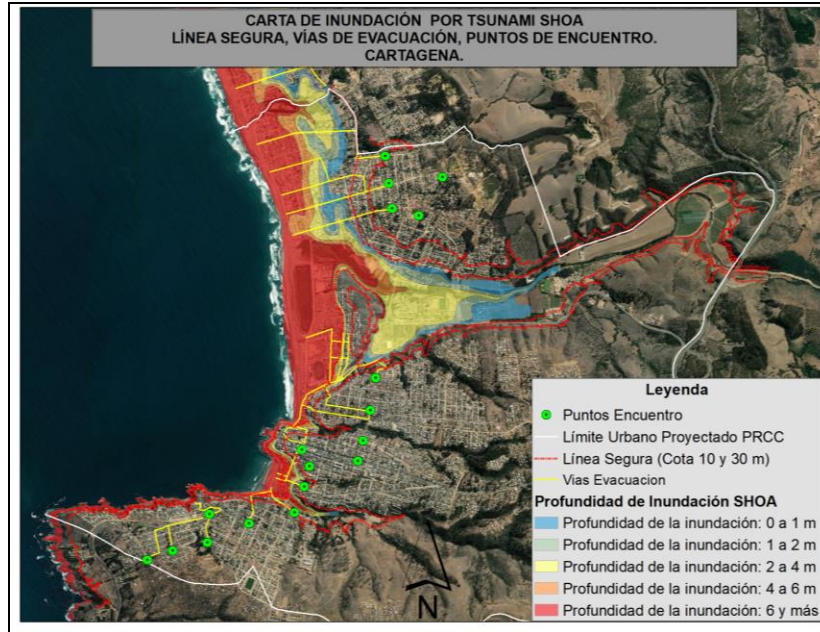 CARTA DE INUNDACIÓN POR TSUNAMI SHOA
LÍNEA SEGURA, VÍAS DE EVACUACIÓN, PUNTOS DE ENCUENTRO.
CARTAGENA.
Leyenda
Puntos Encuentro
Límite Urbano Proyectado PRCC
Línea Segura (Cota 10 y 30 m)
Vias Evacuacion
Profundidad de Inundación SHOA
Profundidad de la inundación: 0 a 1 m
Profundidad de la inundación: 1 a 2 m
Profundidad de la inundación: 2 a 4 m
Profundidad de la inundación: 4 a 6 m
Profundidad de la inundación: 6 y más
N